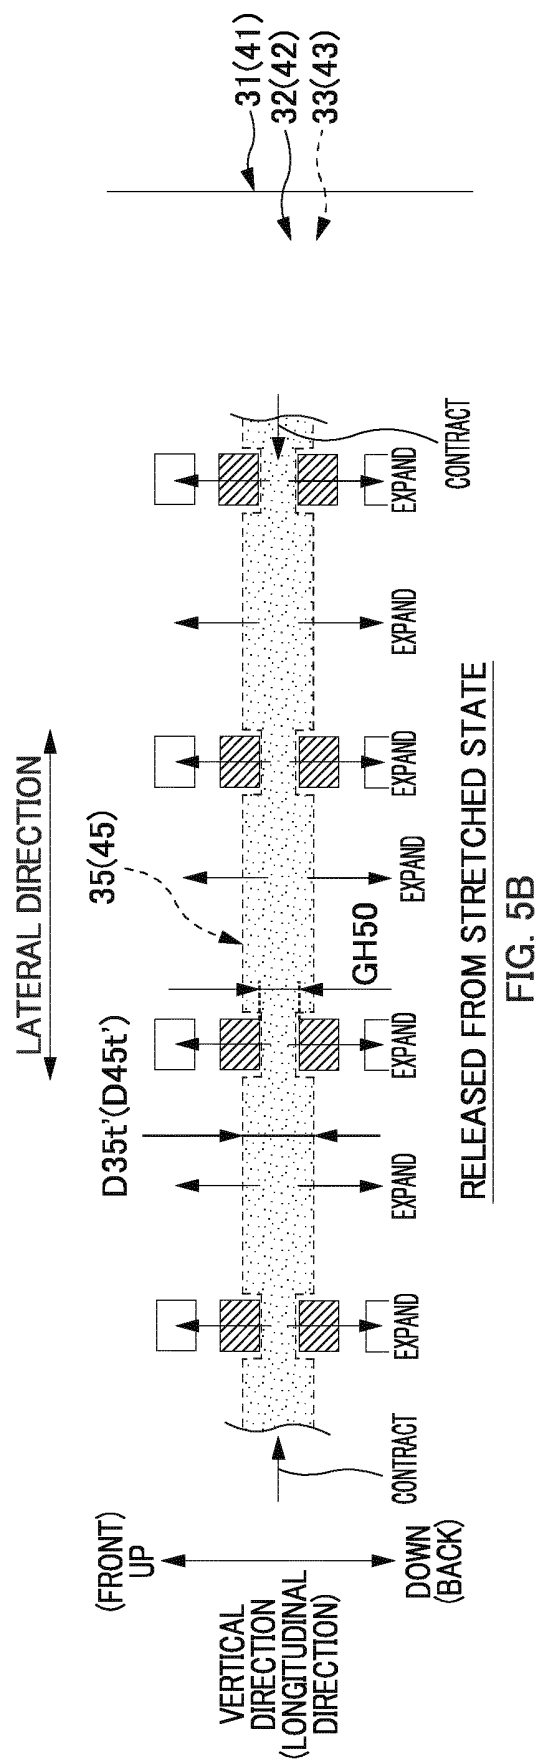 LATERAL DIRECTION
31(41)
32(42)
33(43)
35(45)
D35t'(D45t')
GH50
CONTRACT
CONTRACT
EXPAND
EXPAND
EXPAND
EXPAND
EXPAND
EXPAND
EXPAND
(FRONT)
UP
VERTICAL
DIRECTION
(LONGITUDINAL
DIRECTION)
DOWN
(BACK)
RELEASED FROM STRETCHED STATE
FIG. 5B